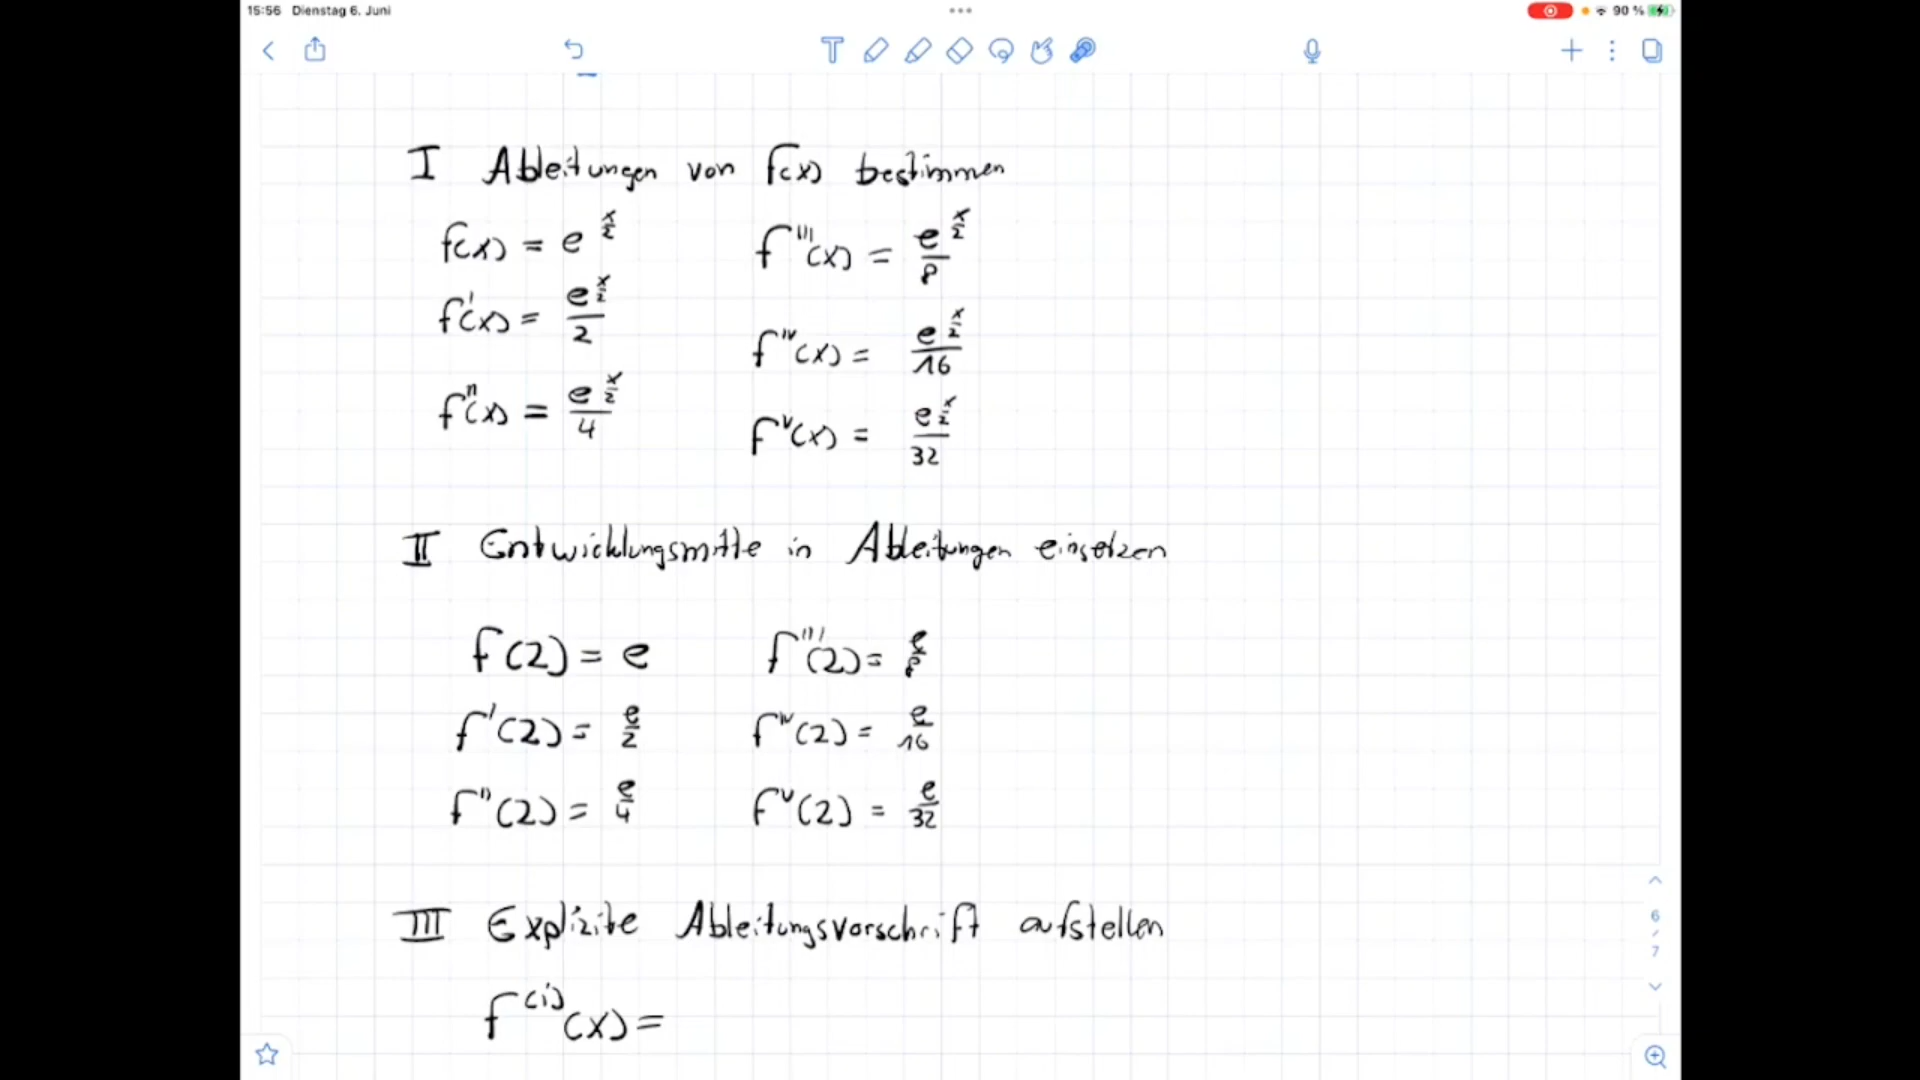 15:56 Dienstag 6. Juni
90 %
I Ableitungen von f(x) bestimmen
f(x) = e^(x/2)
f'''(x) = e^(x/2)/8
f'(x) = e^(x/2)/2
f^IV(x) = e^(x/2)/16
f''(x) = e^(x/2)/4
f^V(x) = e^(x/2)/32
II Entwicklungsmitte in Ableitungen einsetzen
f(2) = e
f'''(2) = e/8
f'(2) = e/2
f^IV(2) = e/16
f''(2) = e/4
f^V(2) = e/32
III Explizite Ableitungsvorschrift aufstellen
f^(i)(x) =
6
/
7